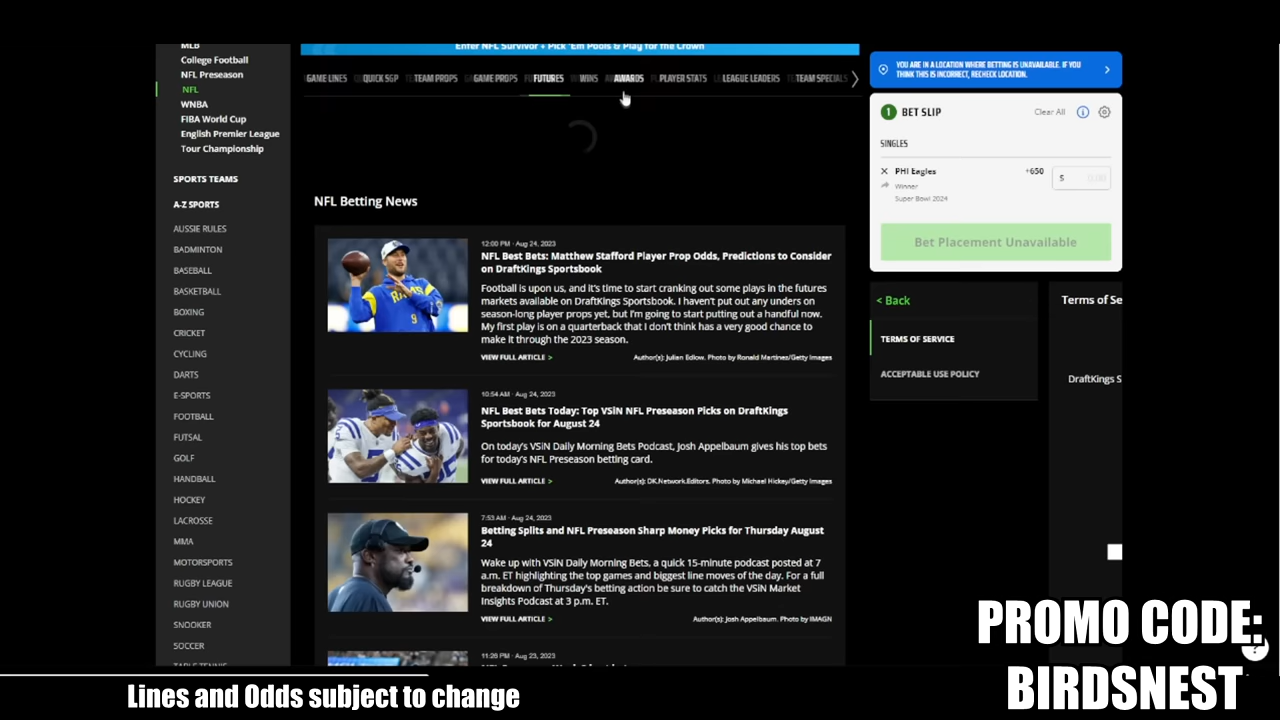 MLB
College Football
NFL Preseason
NFL
WNBA
FIBA World Cup
English Premier League
Tour Championship
SPORTS TEAMS
A-Z SPORTS
AUSSIE RULES
BADMINTON
BASEBALL
BASKETBALL
BOXING
CRICKET
CYCLING
DARTS
E-SPORTS
FOOTBALL
FUTSAL
GOLF
HANDBALL
HOCKEY
LACROSSE
MMA
MOTORSPORTS
RUGBY LEAGUE
RUGBY UNION
SNOOKER
SOCCER
TABLE TENNIS
Enter NFL Survivor + Pick 'Em Pools & Play for the Crown
GAME LINES QUICK SGP TEAM PROPS GAME PROPS FUTURES WINS AWARDS PLAYER STATS LEAGUE LEADERS TEAM SPECIALS
NFL Betting News
12:00 PM · Aug 24, 2023
NFL Best Bets: Matthew Stafford Player Prop Odds, Predictions to Consider
on DraftKings Sportsbook
Football is upon us, and it's time to start cranking out some plays in the futures
markets available on DraftKings Sportsbook. I haven't put out any unders on
season-long player props yet, but I'm going to start putting out a handful now.
My first play is on a quarterback that I don't think has a very good chance to
make it through the 2023 season.
VIEW FULL ARTICLE > Author(s): Julian Edlow. Photo by Ronald Martinez/Getty Images
10:54 AM · Aug 24, 2023
NFL Best Bets Today: Top VSiN NFL Preseason Picks on DraftKings
Sportsbook for August 24
On today's VSiN Daily Morning Bets Podcast, Josh Appelbaum gives his top bets
for today's NFL Preseason betting card.
VIEW FULL ARTICLE > Author(s): DK.Network.Editors. Photo by Michael Hickey/Getty Images
7:53 AM · Aug 24, 2023
Betting Splits and NFL Preseason Sharp Money Picks for Thursday August
24
Wake up with VSiN Daily Morning Bets, a quick 15-minute podcast posted at 7
a.m. ET highlighting the top games and biggest line moves of the day. For a full
breakdown of Thursday's betting action be sure to catch the VSiN Market
Insights Podcast at 3 p.m. ET.
VIEW FULL ARTICLE > Author(s): Josh Appelbaum. Photo by IMAGN
11:26 PM · Aug 23, 2023
YOU ARE IN A LOCATION WHERE BETTING IS UNAVAILABLE. IF YOU
THINK THIS IS INCORRECT, RECHECK LOCATION.
1 BET SLIP Clear All
SINGLES
PHI Eagles +650 $ 0.00
Winner
Super Bowl 2024
Bet Placement Unavailable
< Back
TERMS OF SERVICE
ACCEPTABLE USE POLICY
Terms of Se
DraftKings S
PROMO CODE:
BIRDSNEST
?
Lines and Odds subject to change